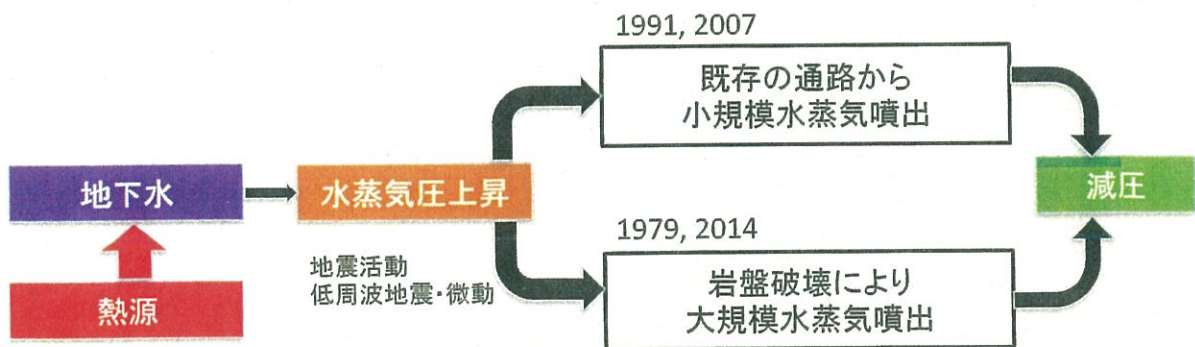 1991, 2007
既存の通路から
小規模水蒸気噴出
地下水
水蒸気圧上昇
減圧
1979, 2014
地震活動
低周波地震・微動
熱源
岩盤破壊により
大規模水蒸気噴出